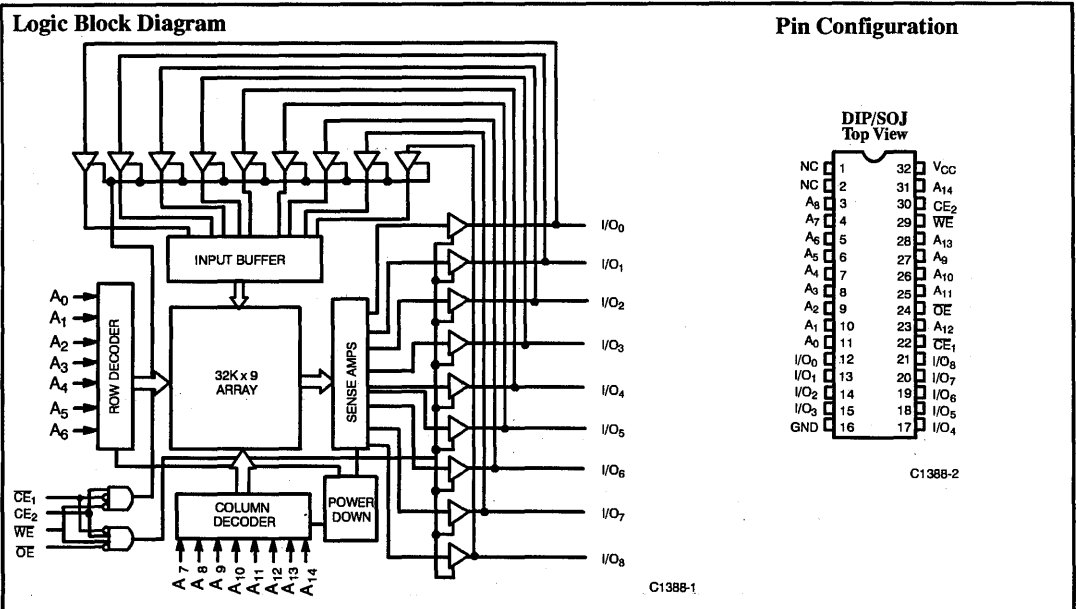 Logic Block Diagram
INPUT BUFFER
A0
A1
A2
A3
A4
A5
A6
ROW DECODER
32K x 9
ARRAY
SENSE AMPS
COLUMN
DECODER
POWER
DOWN
CE1
CE2
WE
OE
A7
A8
A9
A10
A11
A12
A13
A14
I/O0
I/O1
I/O2
I/O3
I/O4
I/O5
I/O6
I/O7
I/O8
C1388-1
Pin Configuration
DIP/SOJ
Top View
NC 1 32 VCC
NC 2 31 A14
A8 3 30 CE2
A7 4 29 WE
A6 5 28 A13
A5 6 27 A9
A4 7 26 A10
A3 8 25 A11
A2 9 24 OE
A1 10 23 A12
A0 11 22 CE1
I/O0 12 21 I/O8
I/O1 13 20 I/O7
I/O2 14 19 I/O6
I/O3 15 18 I/O5
GND 16 17 I/O4
C1388-2